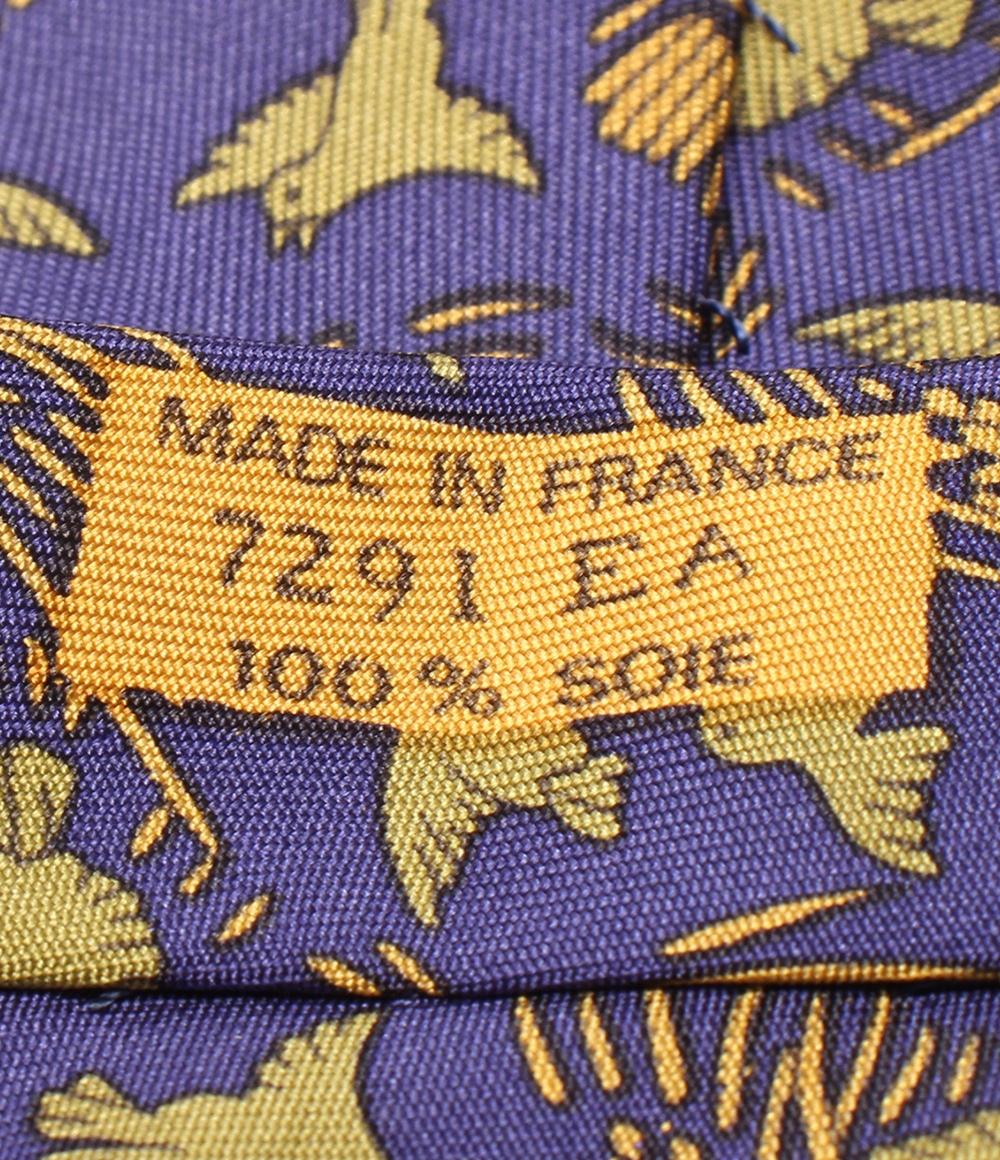 MADE IN FRANCE
7291 EA
100% SOIE